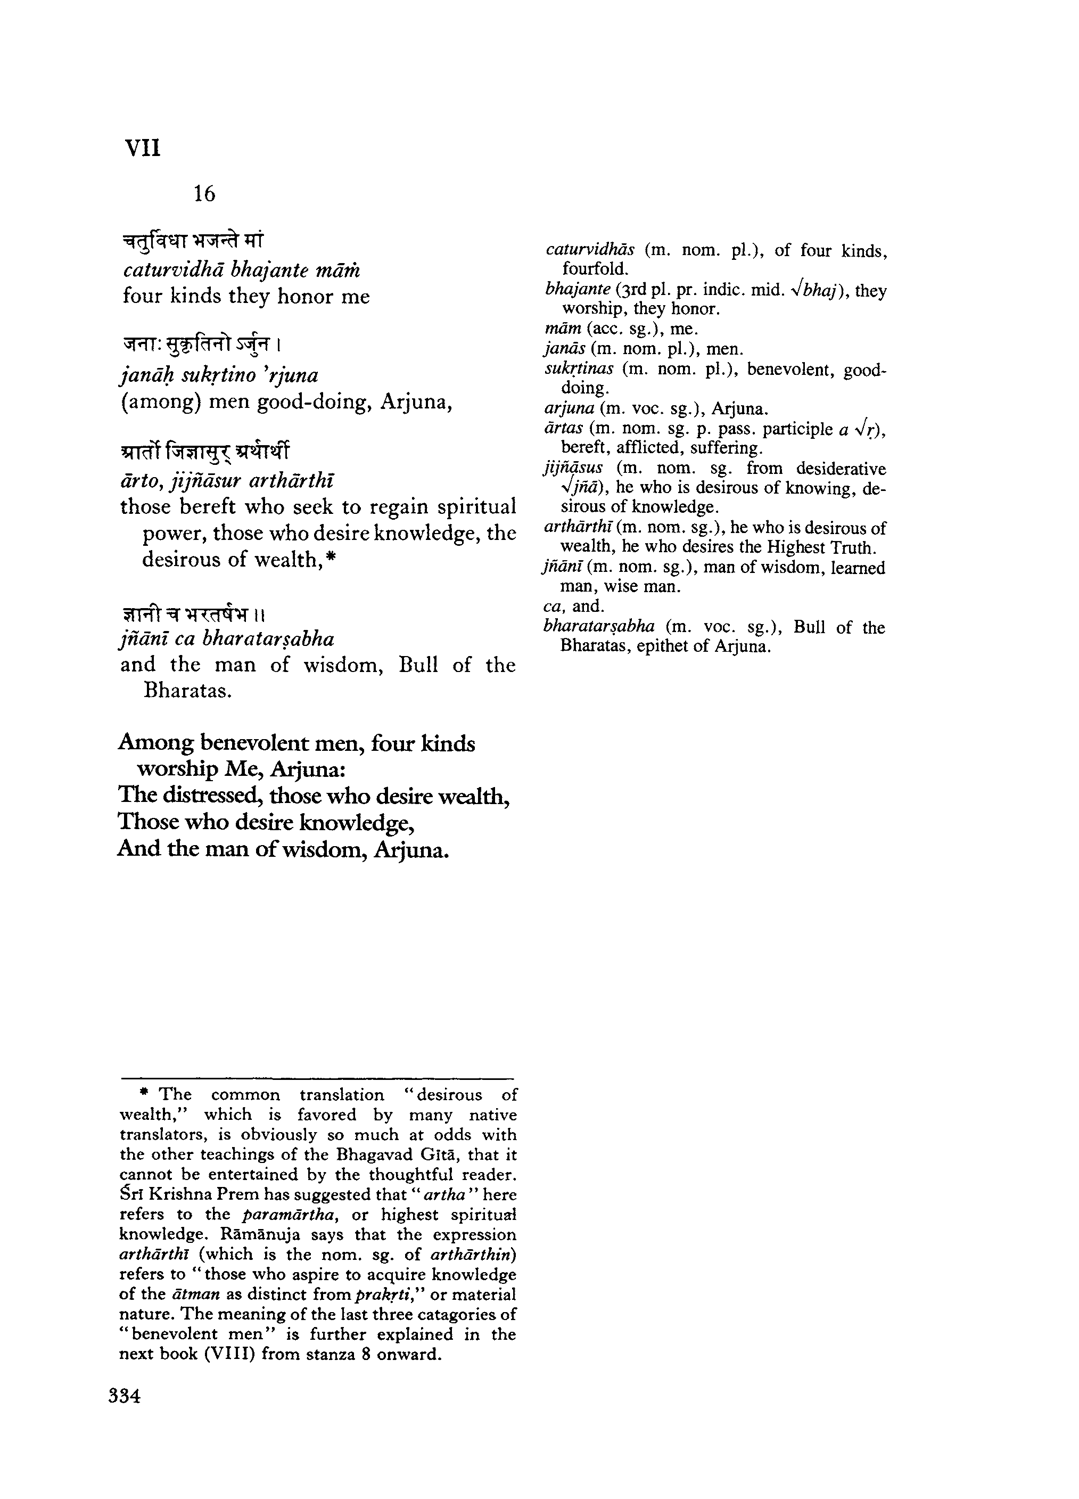 VII
16
चतुर्विधा भजन्ते मां
caturvidhā bhajante māṁ
four kinds they honor me
जनाः सुकृतिनो ऽर्जुन ।
janāḥ sukṛtino 'rjuna
(among) men good-doing, Arjuna,
आर्तो जिज्ञासुर् अर्थार्थी
ārto, jijñāsur arthārthī
those bereft who seek to regain spiritual
power, those who desire knowledge, the
desirous of wealth,*
ज्ञानी च भरतर्षभ ॥
jñānī ca bharatarṣabha
and the man of wisdom, Bull of the
Bharatas.
Among benevolent men, four kinds
worship Me, Arjuna:
The distressed, those who desire wealth,
Those who desire knowledge,
And the man of wisdom, Arjuna.
caturvidhās (m. nom. pl.), of four kinds,
fourfold.
bhajante (3rd pl. pr. indic. mid. √bhaj), they
worship, they honor.
mām (acc. sg.), me.
janās (m. nom. pl.), men.
sukṛtinas (m. nom. pl.), benevolent, good-
doing.
arjuna (m. voc. sg.), Arjuna.
ārtas (m. nom. sg. p. pass. participle a √ṛ),
bereft, afflicted, suffering.
jijñāsus (m. nom. sg. from desiderative
√jñā), he who is desirous of knowing, de-
sirous of knowledge.
arthārthī (m. nom. sg.), he who is desirous of
wealth, he who desires the Highest Truth.
jñānī (m. nom. sg.), man of wisdom, learned
man, wise man.
ca, and.
bharatarṣabha (m. voc. sg.), Bull of the
Bharatas, epithet of Arjuna.
* The common translation "desirous of
wealth," which is favored by many native
translators, is obviously so much at odds with
the other teachings of the Bhagavad Gītā, that it
cannot be entertained by the thoughtful reader.
Śrī Krishna Prem has suggested that "artha" here
refers to the paramārtha, or highest spiritual
knowledge. Rāmānuja says that the expression
arthārthī (which is the nom. sg. of arthārthin)
refers to "those who aspire to acquire knowledge
of the ātman as distinct from prakṛti," or material
nature. The meaning of the last three catagories of
"benevolent men" is further explained in the
next book (VIII) from stanza 8 onward.
334